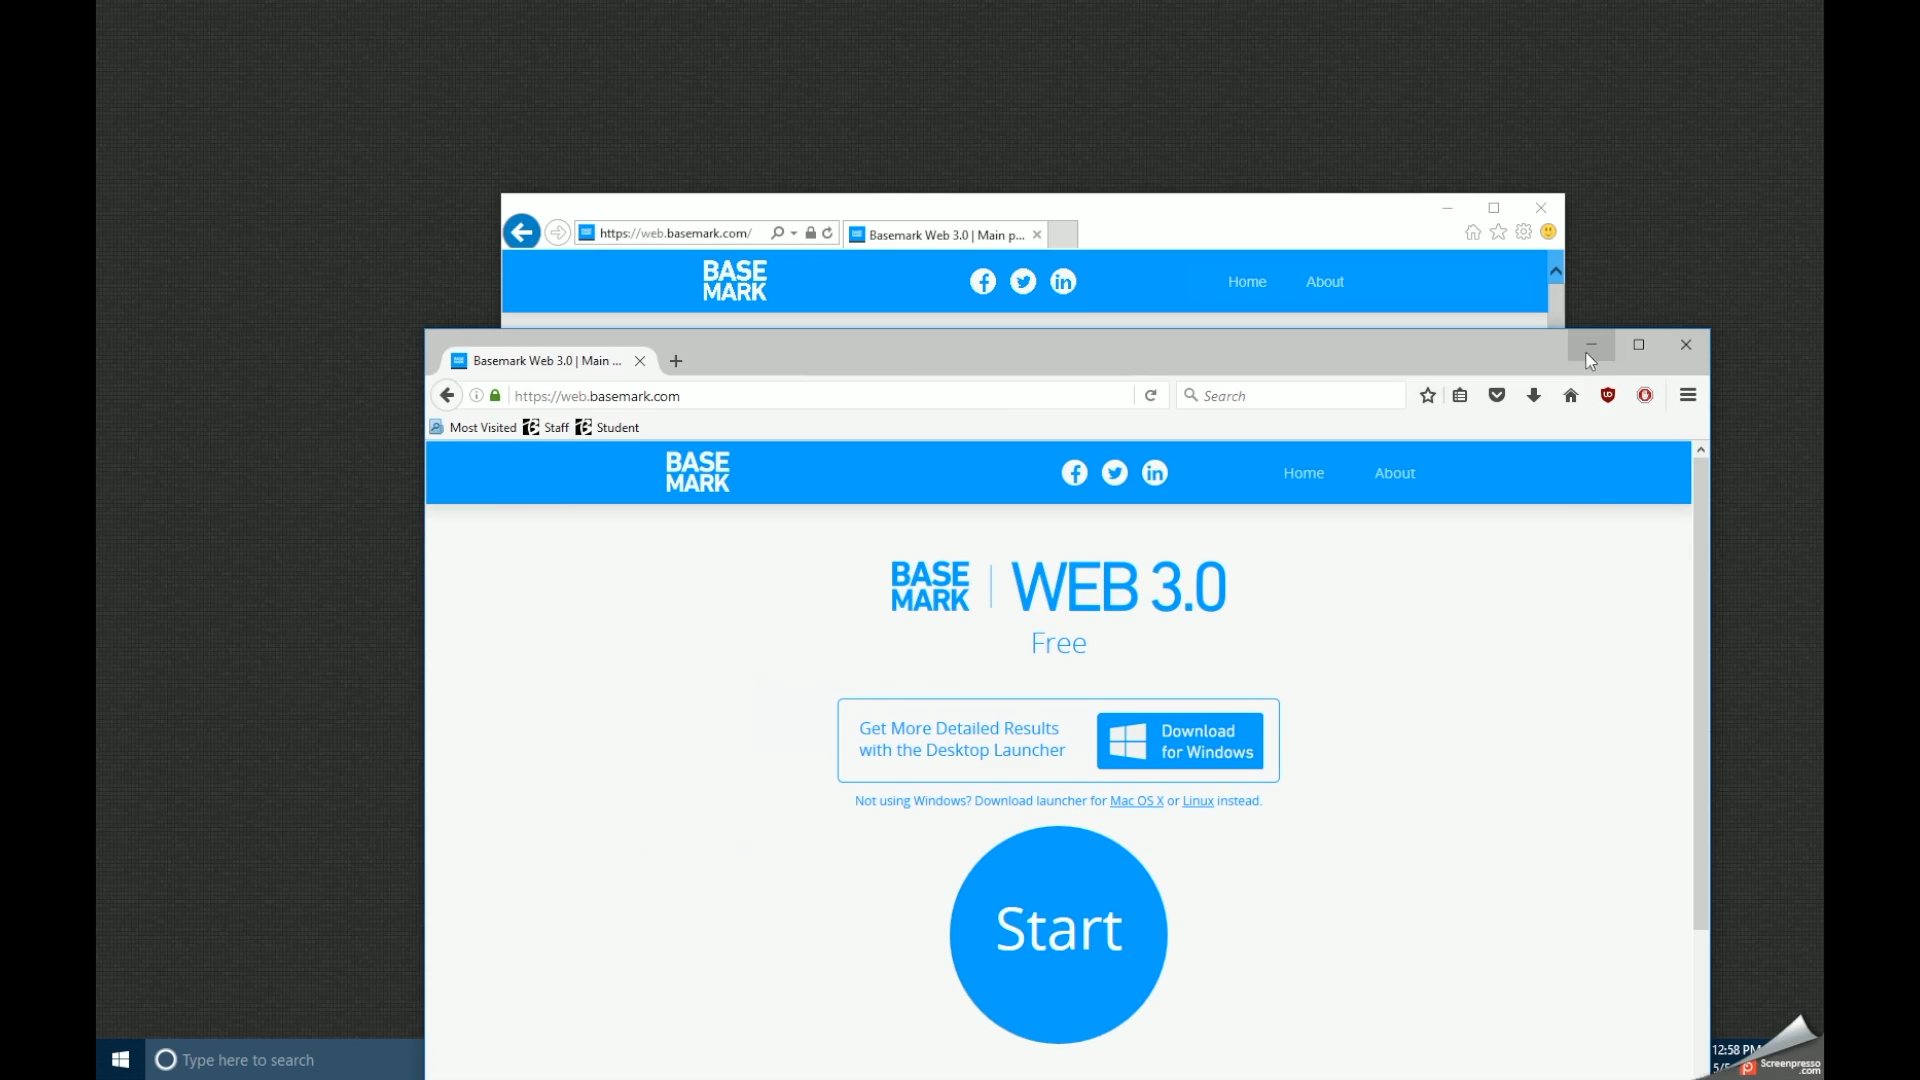 https://web.basemark.com/
Basemark Web 3.0 | Main p...
BASE
MARK
Home
About
Basemark Web 3.0 | Main ...
https://web.basemark.com
Search
Most Visited
Staff
Student
BASE
MARK
Home
About
BASE
MARK
WEB 3.0
Free
Get More Detailed Results
with the Desktop Launcher
Download
for Windows
Not using Windows? Download launcher for Mac OS X or Linux instead.
Start
Type here to search
12:58 PM
Screenpresso
.com